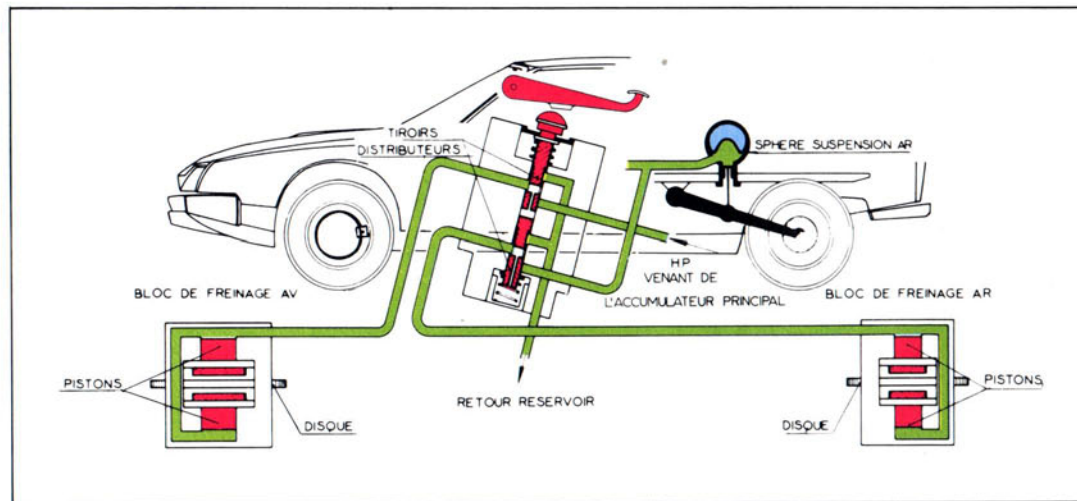 TIROIRS
DISTRIBUTEURS
SPHERE SUSPENSION AR
HP
VENANT DE
L'ACCUMULATEUR PRINCIPAL
BLOC DE FREINAGE AV
BLOC DE FREINAGE AR
PISTONS
DISQUE
RETOUR RESERVOIR
DISQUE
PISTONS